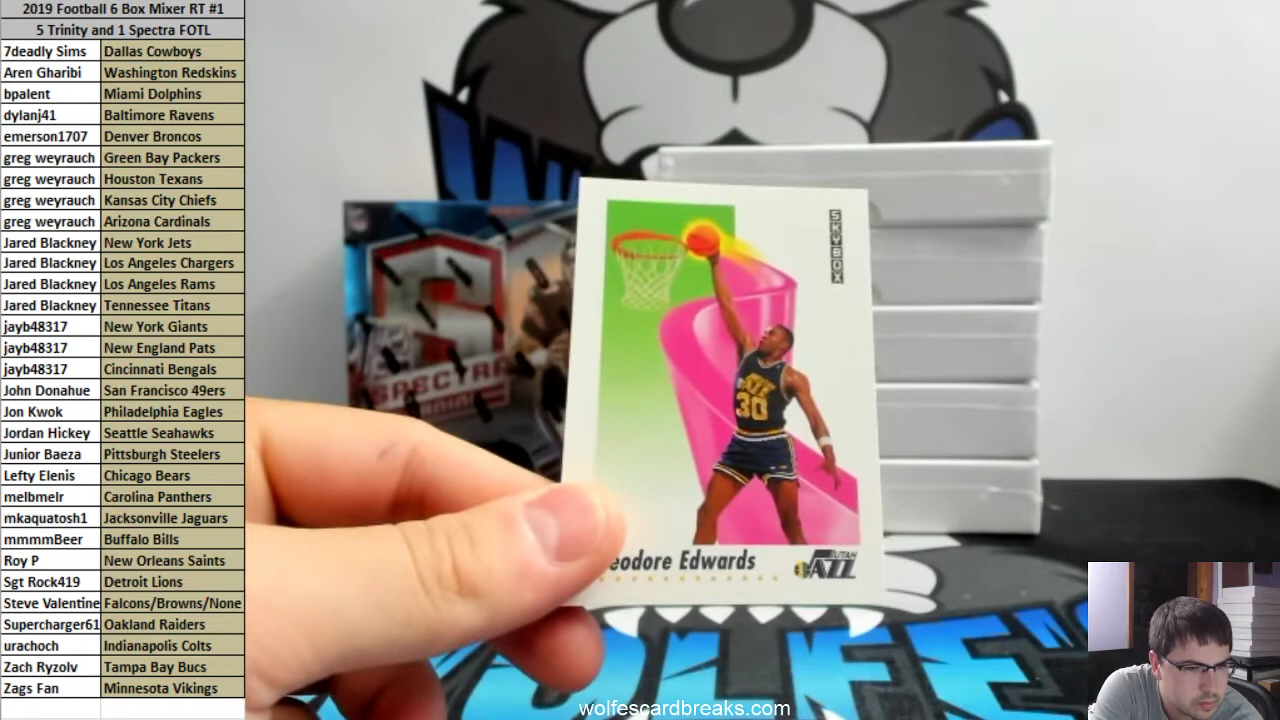 2019 Football 6 Box Mixer RT #1
5 Trinity and 1 Spectra FOTL
7deadly Sims Dallas Cowboys
Aren Gharibi Washington Redskins
bpalent Miami Dolphins
dylanj41 Baltimore Ravens
emerson1707 Denver Broncos
greg weyrauch Green Bay Packers
greg weyrauch Houston Texans
greg weyrauch Kansas City Chiefs
greg weyrauch Arizona Cardinals
Jared Blackney New York Jets
Jared Blackney Los Angeles Chargers
Jared Blackney Los Angeles Rams
Jared Blackney Tennessee Titans
jayb48317 New York Giants
jayb48317 New England Pats
jayb48317 Cincinnati Bengals
John Donahue San Francisco 49ers
Jon Kwok Philadelphia Eagles
Jordan Hickey Seattle Seahawks
Junior Baeza Pittsburgh Steelers
Lefty Elenis Chicago Bears
melbmelr Carolina Panthers
mkaquatosh1 Jacksonville Jaguars
mmmmBeer Buffalo Bills
Roy P New Orleans Saints
Sgt Rock419 Detroit Lions
Steve Valentine Falcons/Browns/None
Supercharger61 Oakland Raiders
urachoch Indianapolis Colts
Zach Ryzolv Tampa Bay Bucs
Zags Fan Minnesota Vikings
SKYBOX
30
eodore Edwards
UTAH
JAZZ
SPECTRA
WOLFE'
wolfescardbreaks.com